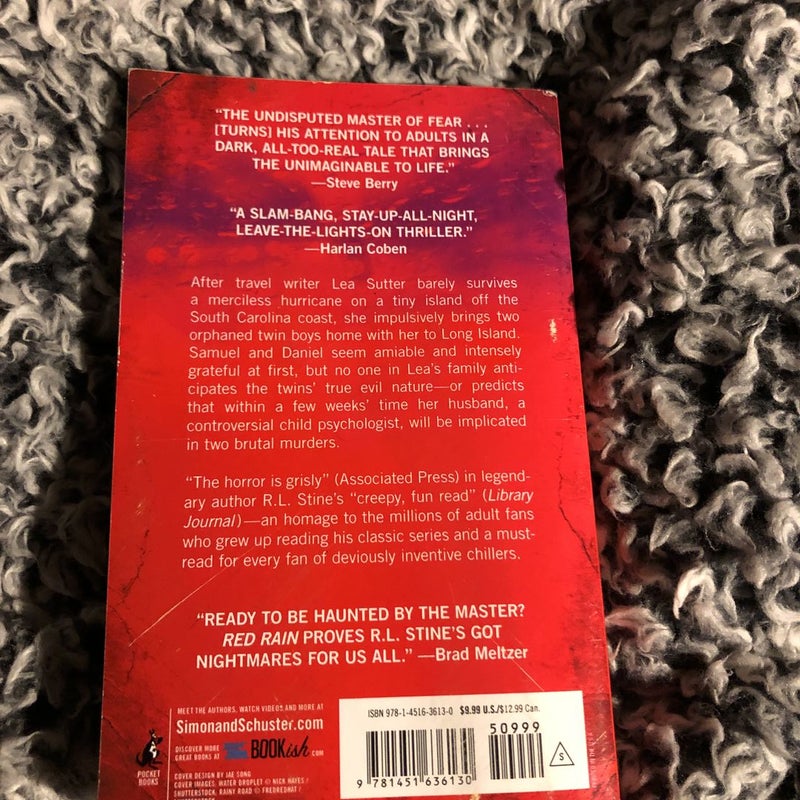 “THE UNDISPUTED MASTER OF FEAR . . .
[TURNS] HIS ATTENTION TO ADULTS IN A
DARK, ALL-TOO-REAL TALE THAT BRINGS
THE UNIMAGINABLE TO LIFE.”
—Steve Berry
“A SLAM-BANG, STAY-UP-ALL-NIGHT,
LEAVE-THE-LIGHTS-ON THRILLER.”
—Harlan Coben
After travel writer Lea Sutter barely survives
a merciless hurricane on a tiny island off the
South Carolina coast, she impulsively brings two
orphaned twin boys home with her to Long Island.
Samuel and Daniel seem amiable and intensely
grateful at first, but no one in Lea’s family anti-
cipates the twins’ true evil nature—or predicts
that within a few weeks’ time her husband, a
controversial child psychologist, will be implicated
in two brutal murders.
“The horror is grisly” (Associated Press) in legend-
ary author R.L. Stine’s “creepy, fun read” (Library
Journal)—an homage to the millions of adult fans
who grew up reading his classic series and a must-
read for every fan of deviously inventive chillers.
“READY TO BE HAUNTED BY THE MASTER?
RED RAIN PROVES R.L. STINE’S GOT
NIGHTMARES FOR US ALL.” —Brad Meltzer
MEET THE AUTHORS, WATCH VIDEOS AND MORE AT
SimonandSchuster.com
DISCOVER MORE
GREAT BOOKS AT
BOOKish.COM
POCKET
BOOKS
COVER DESIGN BY JAE SONG
COVER IMAGES: WATER DROPLET © NICK HAYES /
SHUTTERSTOCK, RAINY ROAD © FREDREDHAT /
ISBN 978-1-4516-3613-0 $9.99 U.S./$12.99 Can.
50999
9 781451 636130
S